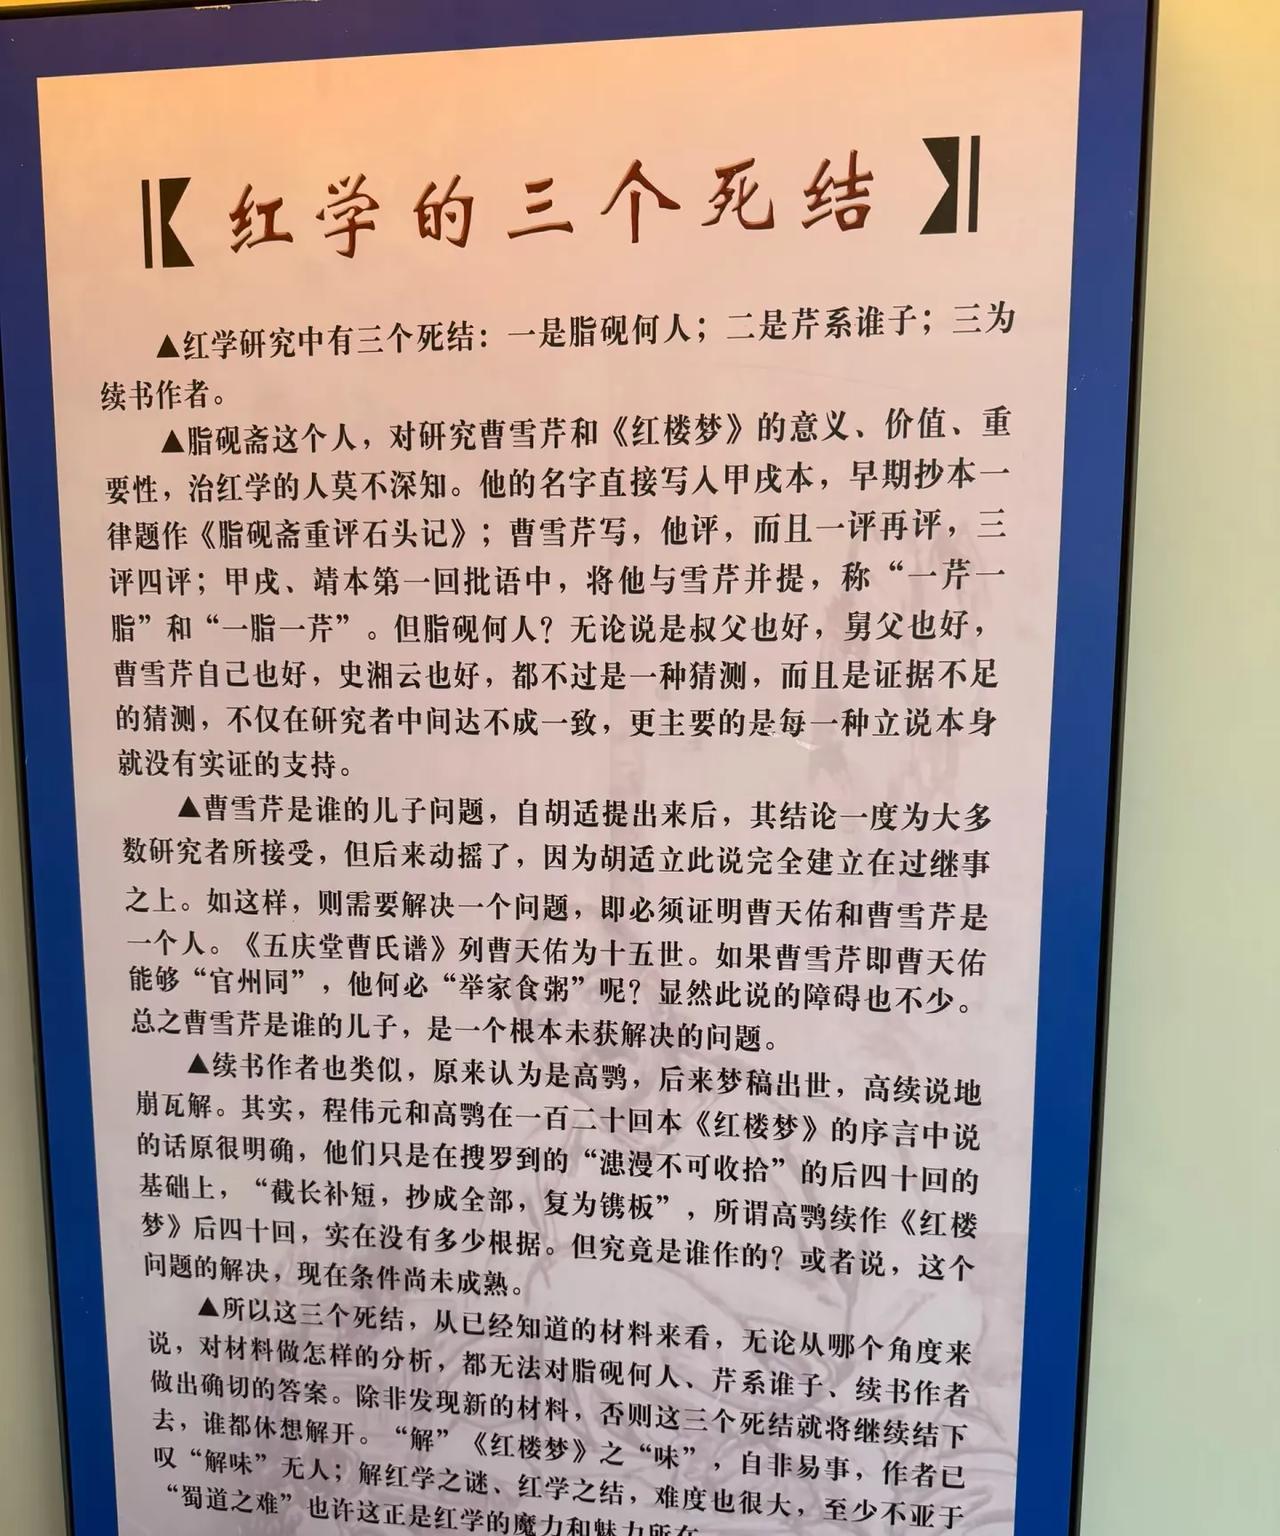 【红学的三个死结】
▲红学研究中有三个死结：一是脂砚何人；二是芹系谁子；三为
续书作者。
▲脂砚斋这个人，对研究曹雪芹和《红楼梦》的意义、价值、重
要性，治红学的人莫不深知。他的名字直接写入甲戌本，早期抄本一
律题作《脂砚斋重评石头记》；曹雪芹写，他评，而且一评再评，三
评四评；甲戌、靖本第一回批语中，将他与雪芹并提，称“一芹一
脂”和“一脂一芹”。但脂砚何人？无论说是叔父也好，舅父也好，
曹雪芹自己也好，史湘云也好，都不过是一种猜测，而且是证据不足
的猜测，不仅在研究者中间达不成一致，更主要的是每一种立说本身
就没有实证的支持。
▲曹雪芹是谁的儿子问题，自胡适提出来后，其结论一度为大多
数研究者所接受，但后来动摇了，因为胡适立此说完全建立在过继事
之上。如这样，则需要解决一个问题，即必须证明曹天佑和曹雪芹是
一个人。《五庆堂曹氏谱》列曹天佑为十五世。如果曹雪芹即曹天佑
能够“官州同”，他何必“举家食粥”呢？显然此说的障碍也不少。
总之曹雪芹是谁的儿子，是一个根本未获解决的问题。
▲续书作者也类似，原来认为是高鹗，后来梦稿出世，高续说地
崩瓦解。其实，程伟元和高鹗在一百二十回本《红楼梦》的序言中说
的话原很明确，他们只是在搜罗到的“漶漫不可收拾”的后四十回的
基础上，“截长补短，抄成全部，复为镌板”，所谓高鹗续作《红楼
梦》后四十回，实在没有多少根据。但究竟是谁作的？或者说，这个
问题的解决，现在条件尚未成熟。
▲所以这三个死结，从已经知道的材料来看，无论从哪个角度来
说，对材料做怎样的分析，都无法对脂砚何人、芹系谁子、续书作者
做出确切的答案。除非发现新的材料，否则这三个死结就将继续结下
去，谁都休想解开。“解”《红楼梦》之“味”，自非易事，作者已
叹“解味”无人；解红学之谜、红学之结，难度也很大，至少不亚于
“蜀道之难”也许这正是红学的魔力和魅力所在